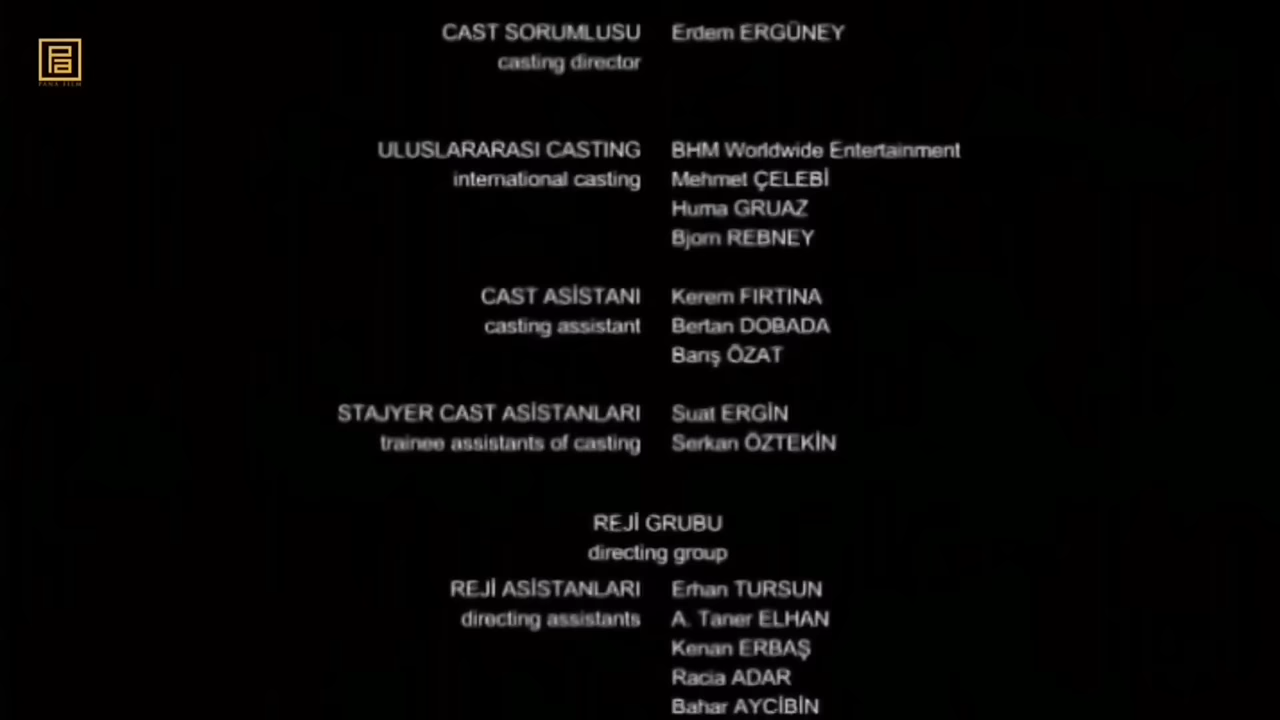 PANA FILM
CAST SORUMLUSU Erdem ERGÜNEY
casting director
ULUSLARARASI CASTING BHM Worldwide Entertainment
international casting Mehmet ÇELEBİ
Huma GRUAZ
Bjorn REBNEY
CAST ASİSTANI Kerem FIRTINA
casting assistant Bertan DOBADA
Barış ÖZAT
STAJYER CAST ASİSTANLARI Suat ERGİN
trainee assistants of casting Serkan ÖZTEKİN
REJİ GRUBU
directing group
REJİ ASİSTANLARI Erhan TURSUN
directing assistants A. Taner ELHAN
Kenan ERBAŞ
Racia ADAR
Bahar AYCİBİN